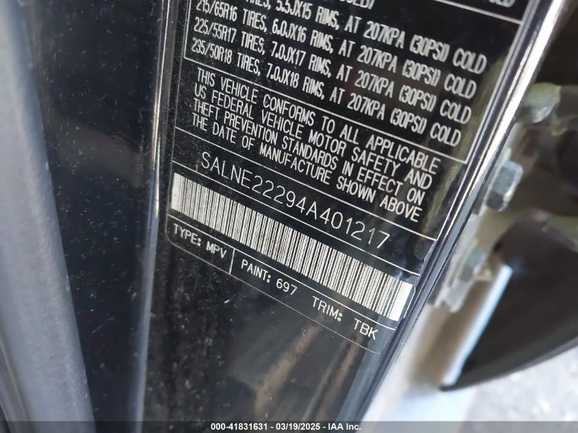 TIRES, 5.5JX15 RIMS, AT 207KPA (30PSI) COLD
215/65R16 TIRES, 6.0JX16 RIMS, AT 207KPA (30PSI) COLD
225/55R17 TIRES, 7.0JX17 RIMS, AT 207KPA (30PSI) COLD
235/50R18 TIRES, 7.0JX18 RIMS, AT 207KPA (30PSI) COLD
THIS VEHICLE CONFORMS TO ALL APPLICABLE
US FEDERAL VEHICLE MOTOR SAFETY AND
THEFT PREVENTION STANDARDS IN EFFECT ON
THE DATE OF MANUFACTURE SHOWN ABOVE
SALNE22294A401217
TYPE: MPV PAINT: 697 TRIM: TBK
000-41831631 - 03/19/2025 - IAA Inc.